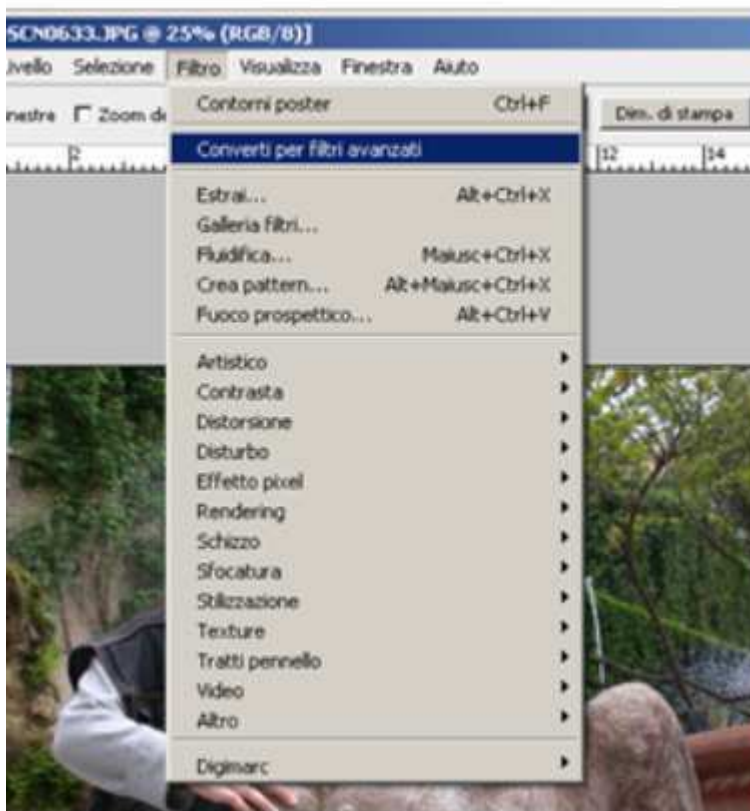 SCN0633.JPG @ 25% (RGB/8)]
ivello Selezione Filtro Visualizza Finestra Aiuto
nestre Zoom de Dim. di stampa
2 12 14
Contorni poster Ctrl+F
Converti per filtri avanzati
Estrai... Alt+Ctrl+X
Galleria filtri...
Fluidifica... Maiusc+Ctrl+X
Crea pattern... Alt+Maiusc+Ctrl+X
Fuoco prospettico... Alt+Ctrl+V
Artistico
Contrasta
Distorsione
Disturbo
Effetto pixel
Rendering
Schizzo
Sfocatura
Stilizzazione
Texture
Tratti pennello
Video
Altro
Digimarc